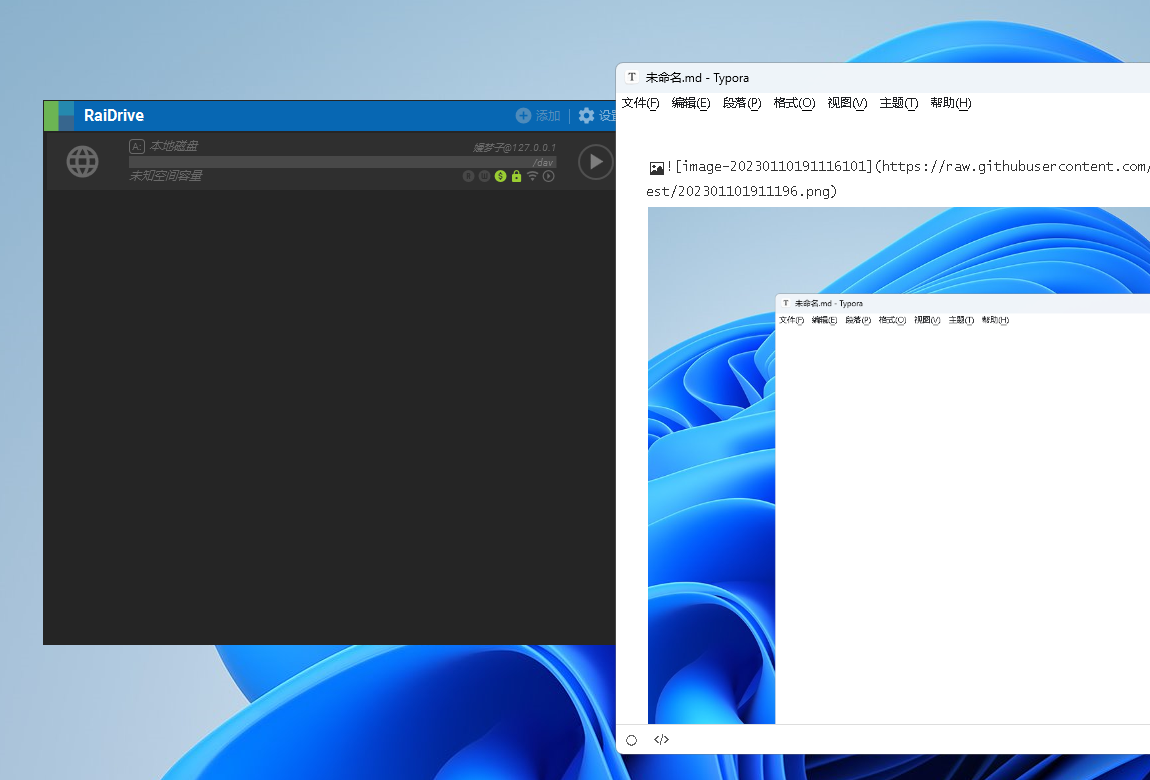 RaiDrive
添加
设置
A: 本地磁盘
@127.0.0.1
/dav
未知空间容量
T 未命名.md - Typora
文件(F) 编辑(E) 段落(P) 格式(O) 视图(V) 主题(T) 帮助(H)
![image-20230110191116101](https://raw.githubusercontent.com/
est/202301101911196.png)
T 未命名.md - Typora
文件(F) 编辑(E) 段落(P) 格式(O) 视图(V) 主题(T) 帮助(H)
</>